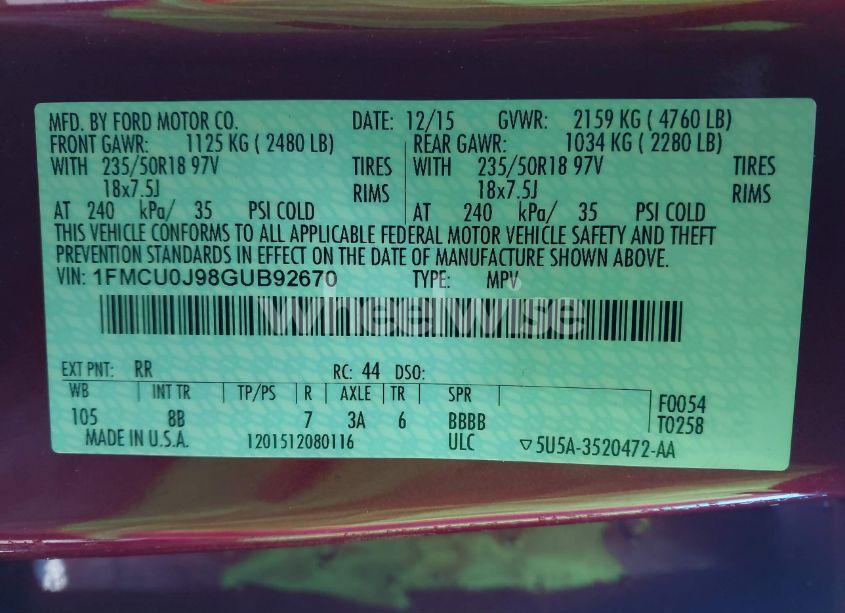 MFD. BY FORD MOTOR CO. DATE: 12/15 GVWR: 2159 KG ( 4760 LB)
FRONT GAWR: 1125 KG ( 2480 LB) REAR GAWR: 1034 KG ( 2280 LB)
WITH 235/50R18 97V TIRES WITH 235/50R18 97V TIRES
18x7.5J RIMS 18x7.5J RIMS
AT 240 kPa/ 35 PSI COLD AT 240 kPa/ 35 PSI COLD
THIS VEHICLE CONFORMS TO ALL APPLICABLE FEDERAL MOTOR VEHICLE SAFETY AND THEFT
PREVENTION STANDARDS IN EFFECT ON THE DATE OF MANUFACTURE SHOWN ABOVE.
VIN: 1FMCU0J98GUB92670 TYPE: MPV
Wheelwise
EXT PNT: RR RC: 44 DSO:
WB INT TR TP/PS R AXLE TR SPR F0054
105 8B 7 3A 6 BBBB T0258
MADE IN U.S.A. 1201512080116 ULC ▽5U5A-3520472-AA